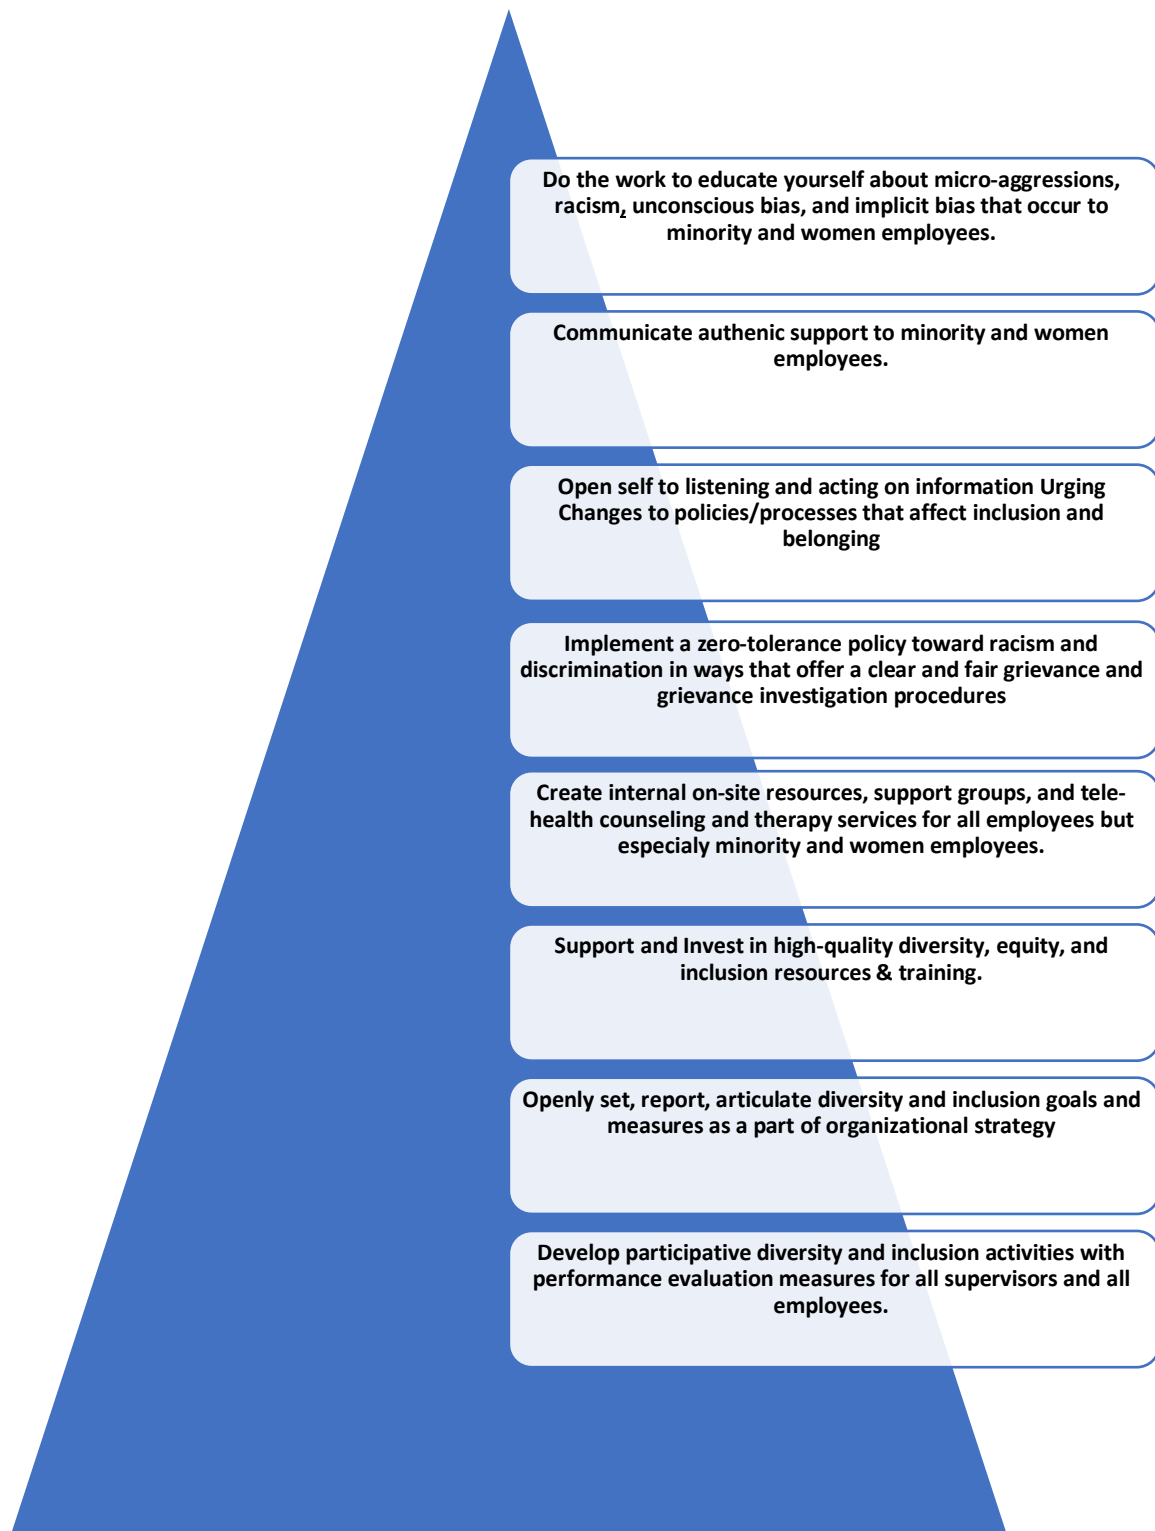 Do the work to educate yourself about micro-aggressions,
racism, unconscious bias, and implicit bias that occur to
minority and women employees.
Communicate authenic support to minority and women
employees.
Open self to listening and acting on information Urging
Changes to policies/processes that affect inclusion and
belonging
Implement a zero-tolerance policy toward racism and
discrimination in ways that offer a clear and fair grievance and
grievance investigation procedures
Create internal on-site resources, support groups, and tele-
health counseling and therapy services for all employees but
especialy minority and women employees.
Support and Invest in high-quality diversity, equity, and
inclusion resources & training.
Openly set, report, articulate diversity and inclusion goals and
measures as a part of organizational strategy
Develop participative diversity and inclusion activities with
performance evaluation measures for all supervisors and all
employees.